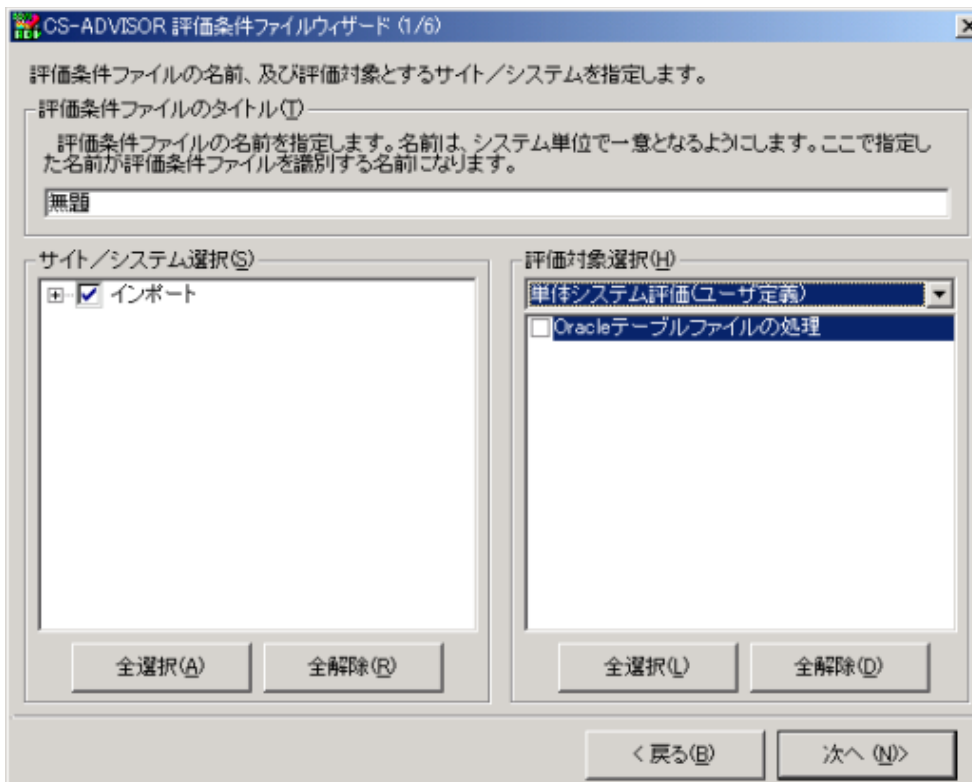 CS-ADVISOR 評価条件ファイルウィザード (1/6)
評価条件ファイルの名前、及び評価対象とするサイト／システムを指定します。
評価条件ファイルのタイトル(T)
評価条件ファイルの名前を指定します。名前は、システム単位で一意となるようにします。ここで指定し
た名前が評価条件ファイルを識別する名前になります。
無題
サイト／システム選択(S)
インポート
全選択(A)
全解除(R)
評価対象選択(H)
単体システム評価(ユーザ定義)
Oracleテーブルファイルの処理
全選択(L)
全解除(D)
< 戻る(B)
次へ (N)>